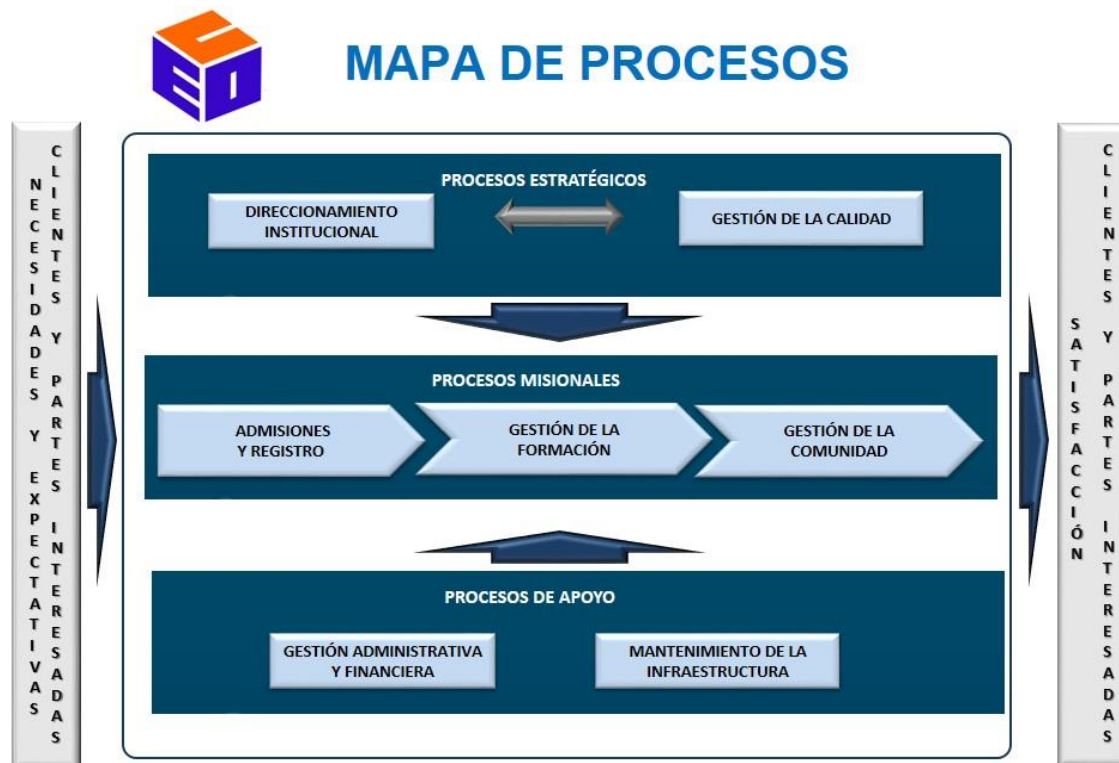 CEO
MAPA DE PROCESOS
NECESIDADES Y EXPECTATIVAS
CLIENTES Y PARTES INTERESADAS
PROCESOS ESTRATÉGICOS
DIRECCIONAMIENTO
INSTITUCIONAL
GESTIÓN DE LA CALIDAD
PROCESOS MISIONALES
ADMISIONES
Y REGISTRO
GESTIÓN DE LA
FORMACIÓN
GESTIÓN DE LA
COMUNIDAD
PROCESOS DE APOYO
GESTIÓN ADMINISTRATIVA
Y FINANCIERA
MANTENIMIENTO DE LA
INFRAESTRUCTURA
SATISFACCIÓN
CLIENTES Y PARTES INTERESADAS